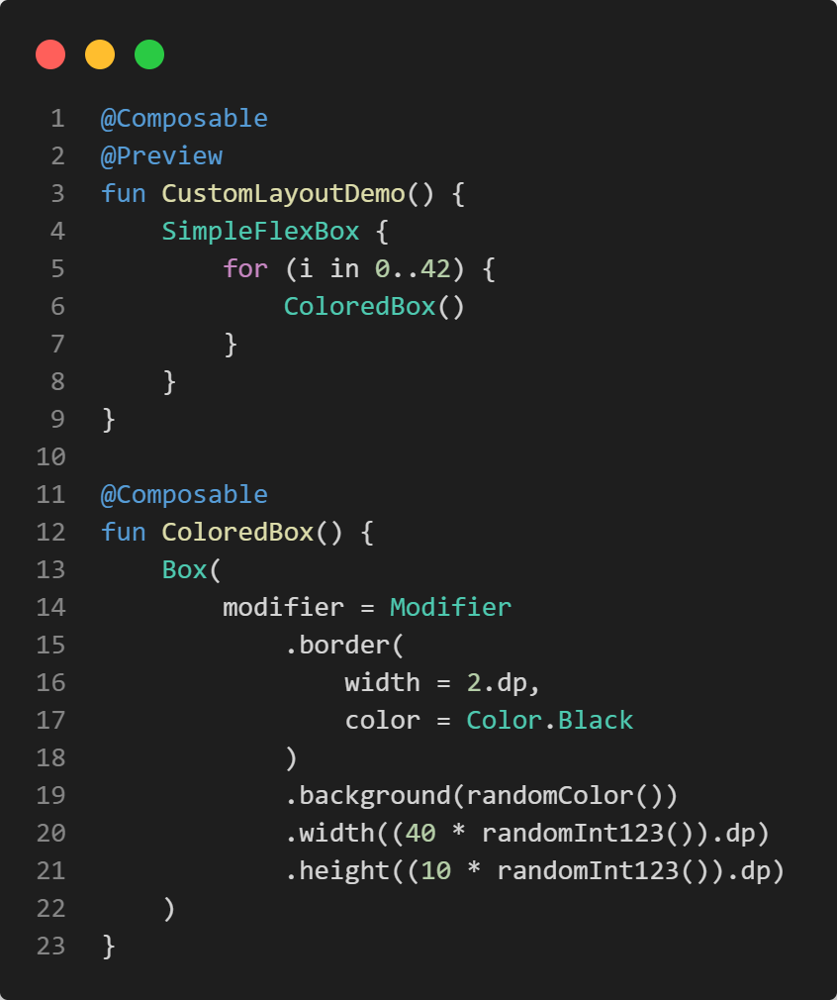 1 @Composable
2 @Preview
3 fun CustomLayoutDemo() {
4     SimpleFlexBox {
5         for (i in 0..42) {
6             ColoredBox()
7         }
8     }
9 }
10
11 @Composable
12 fun ColoredBox() {
13     Box(
14         modifier = Modifier
15             .border(
16                 width = 2.dp,
17                 color = Color.Black
18             )
19             .background(randomColor())
20             .width((40 * randomInt123()).dp)
21             .height((10 * randomInt123()).dp)
22     )
23 }